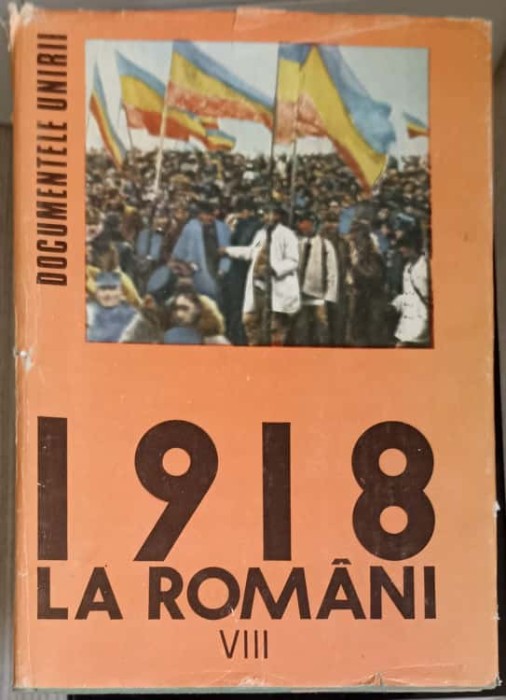 DOCUMENTELE UNIRII
1918
LA ROMÂNI
VIII